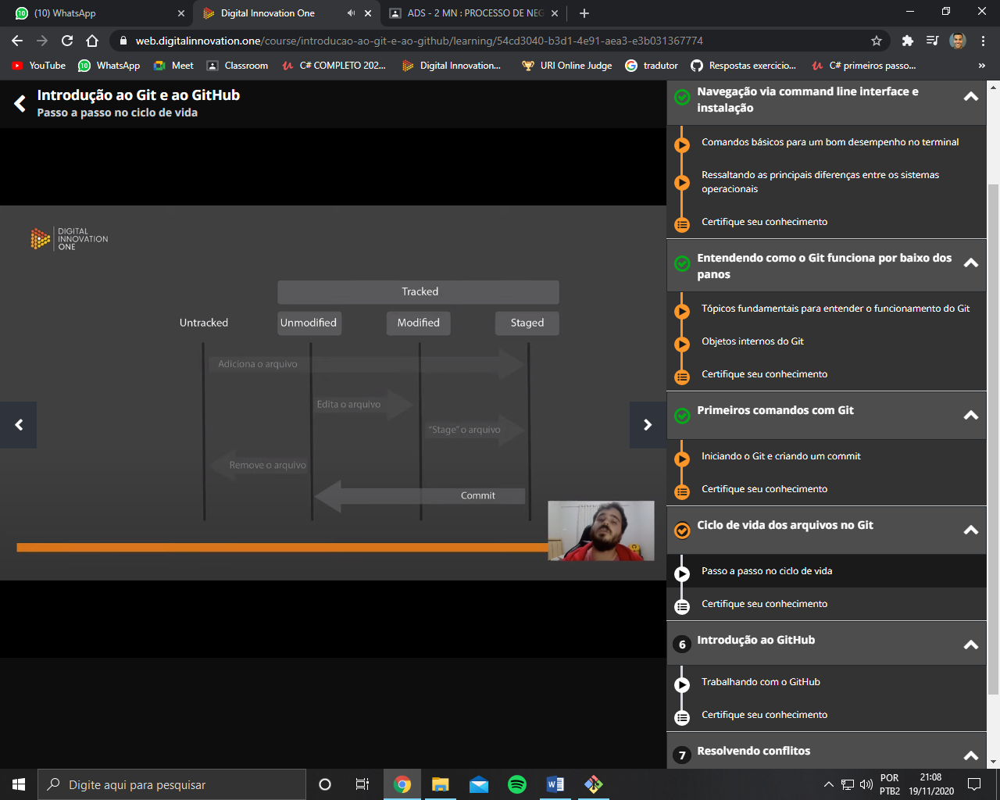 (10) WhatsApp
Digital Innovation One
ADS - 2 MN : PROCESSO DE NEG
web.digitalinnovation.one/course/introducao-ao-git-e-ao-github/learning/54cd3040-b3d1-4e91-aea3-e3b031367774
YouTube
WhatsApp
Meet
Classroom
C# COMPLETO 202...
Digital Innovation...
URI Online Judge
tradutor
Respostas exercicio...
C# primeiros passo...
»
Introdução ao Git e ao GitHub
Passo a passo no ciclo de vida
DIGITAL
INNOVATION
ONE
Tracked
Untracked
Unmodified
Modified
Staged
Adiciona o arquivo
Edita o arquivo
"Stage" o arquivo
Remove o arquivo
Commit
Navegação via command line interface e
instalação
Comandos básicos para um bom desempenho no terminal
Ressaltando as principais diferenças entre os sistemas
operacionais
Certifique seu conhecimento
Entendendo como o Git funciona por baixo dos
panos
Tópicos fundamentais para entender o funcionamento do Git
Objetos internos do Git
Certifique seu conhecimento
Primeiros comandos com Git
Iniciando o Git e criando um commit
Certifique seu conhecimento
Ciclo de vida dos arquivos no Git
Passo a passo no ciclo de vida
Certifique seu conhecimento
6 Introdução ao GitHub
Trabalhando com o GitHub
Certifique seu conhecimento
7 Resolvendo conflitos
Digite aqui para pesquisar
POR
PTB2
21:08
19/11/2020